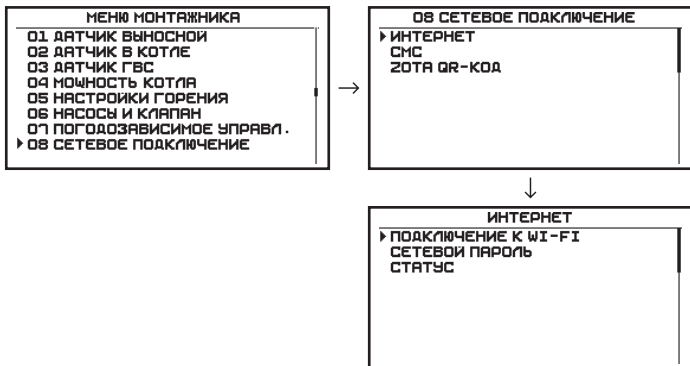 МЕНЮ МОНТАЖНИКА
01 ДАТЧИК ВЫНОСНОЙ
02 ДАТЧИК В КОТЛЕ
03 ДАТЧИК ГВС
04 МОЩНОСТЬ КОТЛА
05 НАСТРОЙКИ ГОРЕНИЯ
06 НАСОСЫ И КЛАПАН
07 ПОГОДОЗАВИСИМОЕ УПРАВЛ.
08 СЕТЕВОЕ ПОДКЛЮЧЕНИЕ
08 СЕТЕВОЕ ПОДКЛЮЧЕНИЕ
ИНТЕРНЕТ
СМС
ZOTA QR-КОД
ИНТЕРНЕТ
ПОДКЛЮЧЕНИЕ К WI-FI
СЕТЕВОЙ ПАРОЛЬ
СТАТУС